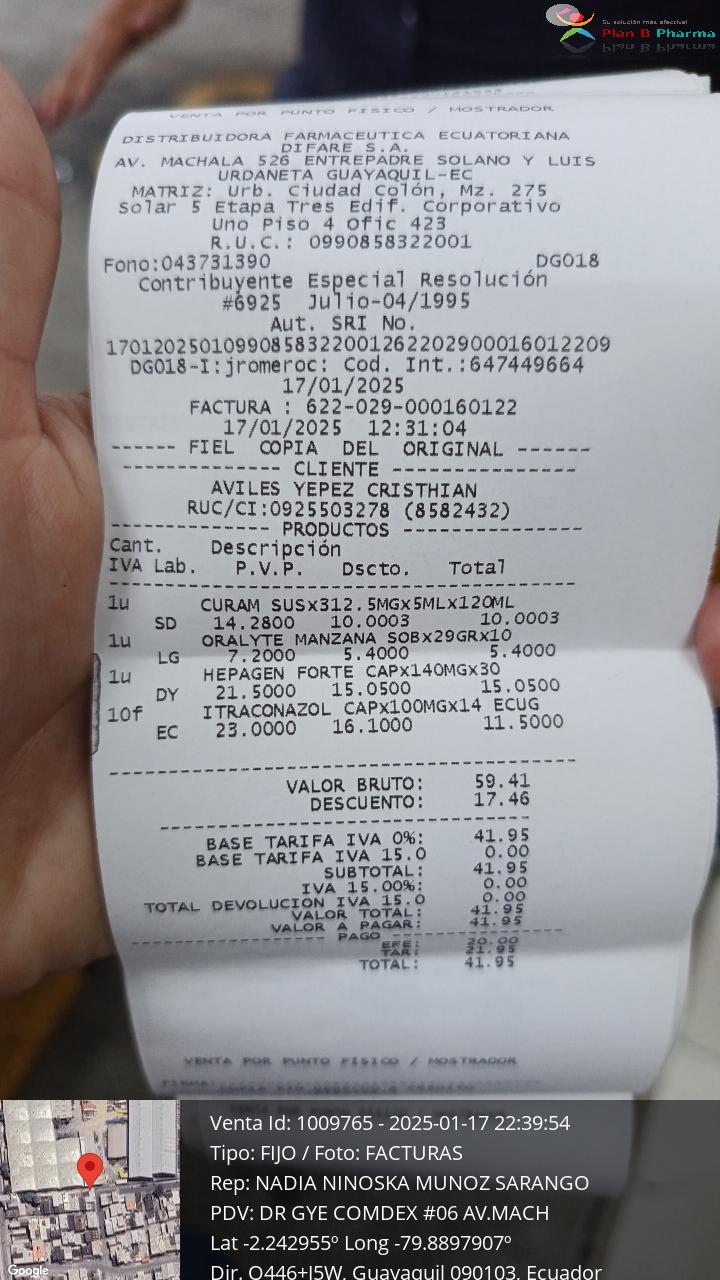 Su solución más efectiva!
Plan B Pharma
VENTA POR PUNTO FISICO / MOSTRADOR
DISTRIBUIDORA FARMACEUTICA ECUATORIANA
DIFARE S.A.
AV. MACHALA 526 ENTREPADRE SOLANO Y LUIS
URDANETA GUAYAQUIL-EC
MATRIZ: Urb. Ciudad Colón, Mz. 275
Solar 5 Etapa Tres Edif. Corporativo
Uno Piso 4 Ofic 423
R.U.C.: 0990858322001
Fono:043731390 DG018
Contribuyente Especial Resolución
#6925 Julio-04/1995
Aut. SRI No.
1701202501099085832200126220290001601​2209
DG018-I:jromeroc: Cod. Int.:647449664
17/01/2025
FACTURA : 622-029-000160122
17/01/2025 12:31:04
------ FIEL COPIA DEL ORIGINAL ------
-------------- CLIENTE ----------------
AVILES YEPEZ CRISTHIAN
RUC/CI:0925503278 (8582432)
-------------- PRODUCTOS ---------------
Cant. Descripción
IVA Lab. P.V.P. Dscto. Total
1u CURAM SUSx312.5MGx5MLx120ML
SD 14.2800 10.0003 10.0003
1u ORALYTE MANZANA SOBx29GRx10
LG 7.2000 5.4000 5.4000
1u HEPAGEN FORTE CAPx140MGx30
DY 21.5000 15.0500 15.0500
10f ITRACONAZOL CAPx100MGx14 ECUG
EC 23.0000 16.1000 11.5000
VALOR BRUTO: 59.41
DESCUENTO: 17.46
BASE TARIFA IVA 0%: 41.95
BASE TARIFA IVA 15.0 0.00
SUBTOTAL: 41.95
IVA 15.00%: 0.00
TOTAL DEVOLUCION IVA 15.0 0.00
VALOR TOTAL: 41.95
VALOR A PAGAR: 41.95
-------------------- PAGO --------------------
EFE: 20.00
TAR: 21.95
TOTAL: 41.95
VENTA POR PUNTO FISICO / MOSTRADOR
Venta Id: 1009765 - 2025-01-17 22:39:54
Tipo: FIJO / Foto: FACTURAS
Rep: NADIA NINOSKA MUNOZ SARANGO
PDV: DR GYE COMDEX #06 AV.MACH
Lat -2.242955º Long -79.8897907º
Dir. Q446+J5W, Guayaquil 090103, Ecuador
Google